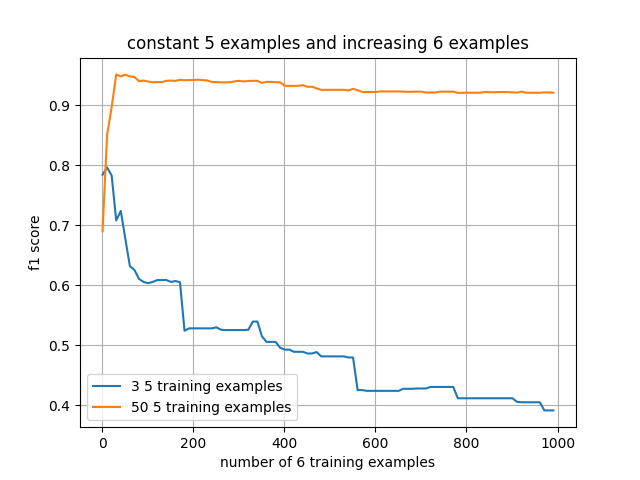 constant 5 examples and increasing 6 examples
f1 score
0.9
0.8
0.7
0.6
0.5
0.4
3 5 training examples
50 5 training examples
0 200 400 600 800 1000
number of 6 training examples